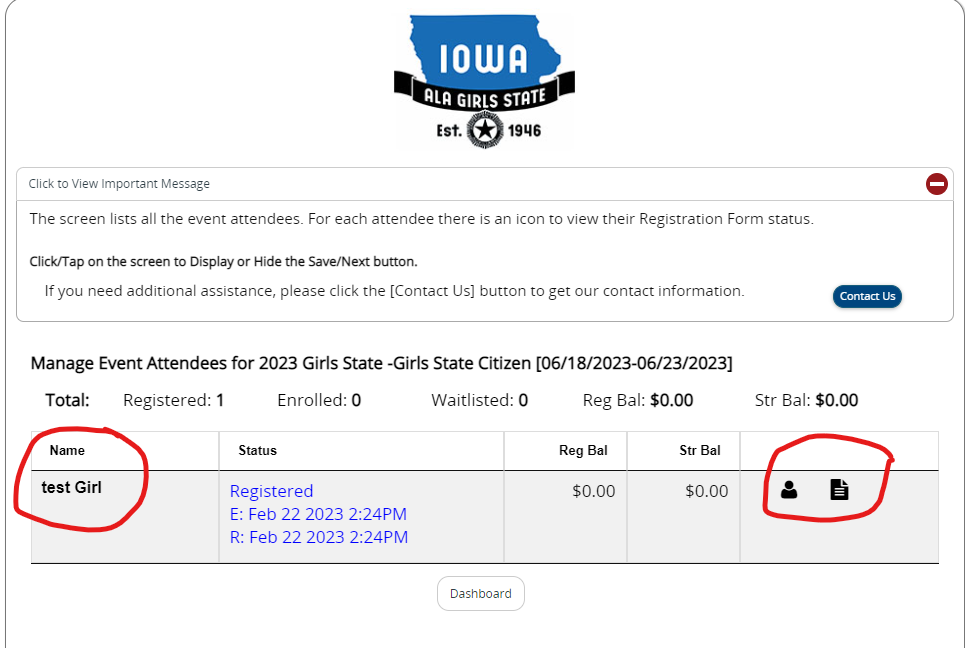 IOWA
ALA GIRLS STATE
Est. 1946
Click to View Important Message
The screen lists all the event attendees. For each attendee there is an icon to view their Registration Form status.
Click/Tap on the screen to Display or Hide the Save/Next button.
If you need additional assistance, please click the [Contact Us] button to get our contact information.
Contact Us
Manage Event Attendees for 2023 Girls State -Girls State Citizen [06/18/2023-06/23/2023]
Total: Registered: 1 Enrolled: 0 Waitlisted: 0 Reg Bal: $0.00 Str Bal: $0.00
Name Status Reg Bal Str Bal
test Girl Registered $0.00 $0.00
E: Feb 22 2023 2:24PM
R: Feb 22 2023 2:24PM
Dashboard